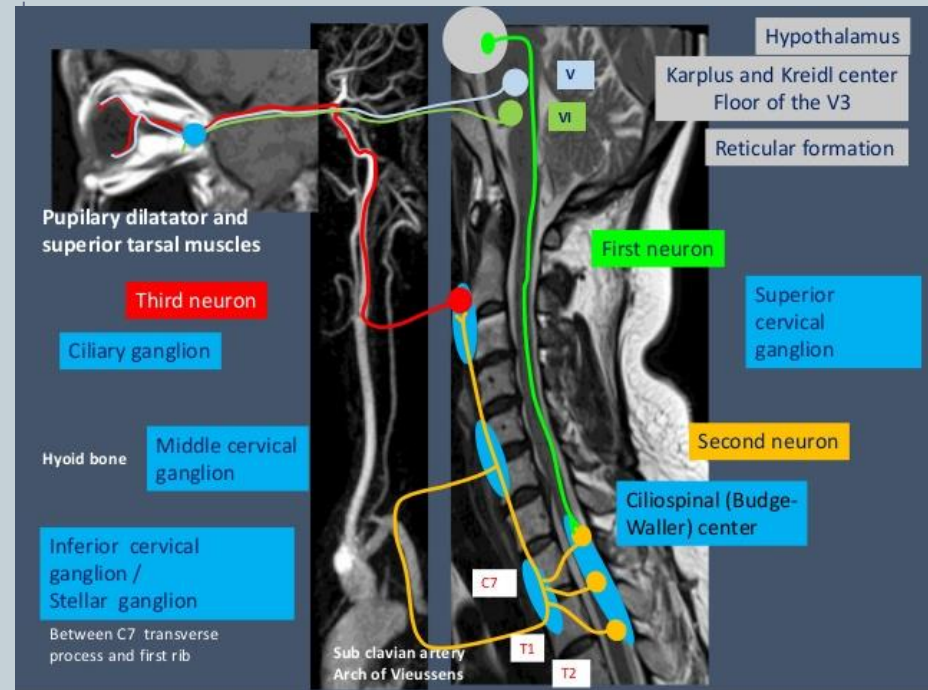 Hypothalamus
Karplus and Kreidl center
Floor of the V3
Reticular formation
V
VI
Pupilary dilatator and
superior tarsal muscles
First neuron
Third neuron
Superior
cervical
ganglion
Ciliary ganglion
Second neuron
Hyoid bone
Middle cervical
ganglion
Ciliospinal (Budge-
Waller) center
Inferior cervical
ganglion /
Stellar ganglion
C7
Between C7 transverse
process and first rib
Sub clavian artery
Arch of Vieussens
T1
T2